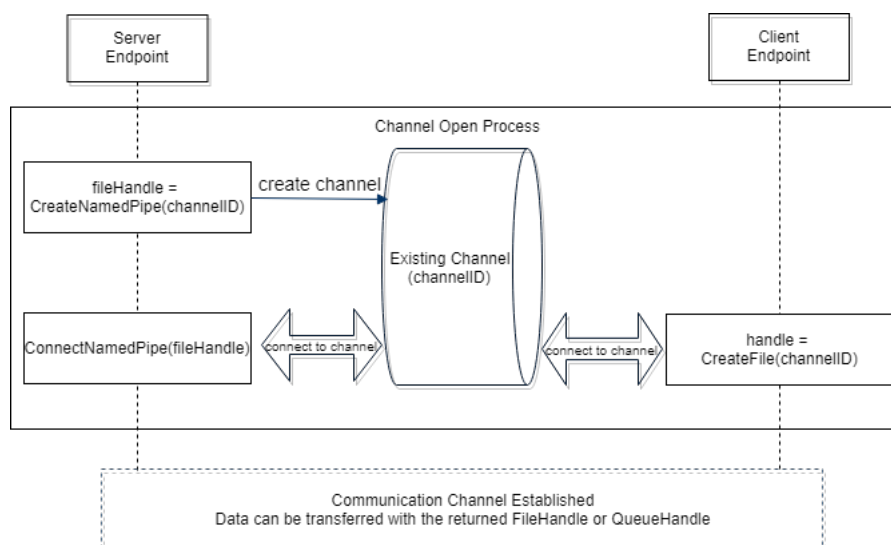 Server
Endpoint
Client
Endpoint
Channel Open Process
fileHandle =
CreateNamedPipe(channelID)
create channel
Existing Channel
(channelID)
ConnectNamedPipe(fileHandle)
connect to channel
connect to channel
handle =
CreateFile(channelID)
Communication Channel Established
Data can be transferred with the returned FileHandle or QueueHandle